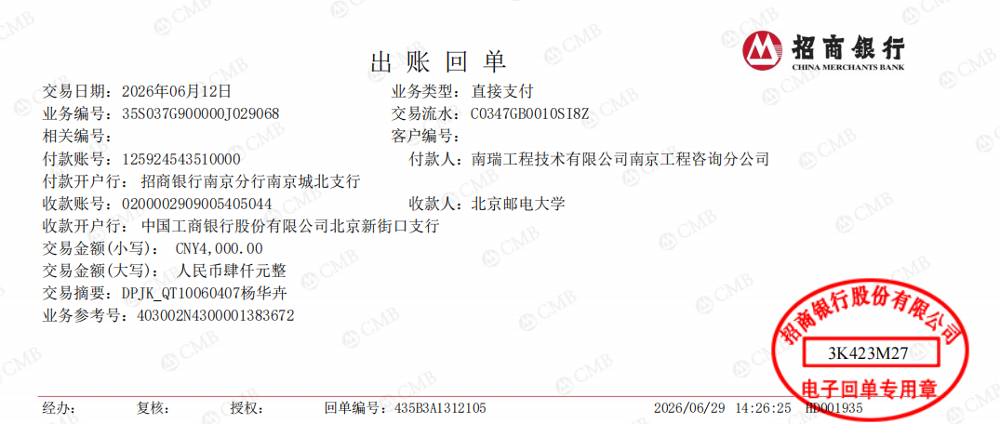 招商银行
CHINA MERCHANTS BANK
出账回单
交易日期：2026年06月12日 业务类型：直接支付
业务编号：35S037G900000J029068 交易流水：C0347GB0010SI8Z
相关编号： 客户编号：
付款账号：125924543510000 付款人：南瑞工程技术有限公司南京工程咨询分公司
付款开户行： 招商银行南京分行南京城北支行
收款账号：0200002909005405044 收款人：北京邮电大学
收款开户行： 中国工商银行股份有限公司北京新街口支行
交易金额(小写)： CNY4,000.00
交易金额(大写)： 人民币肆仟元整
交易摘要：DPJK_QT10060407杨华卉
业务参考号：403002N4300001383672
招商银行股份有限公司
3K423M27
电子回单专用章
经办： 复核： 授权： 回单编号：435B3A1312105 2026/06/29 14:26:25 HD001935
CMB